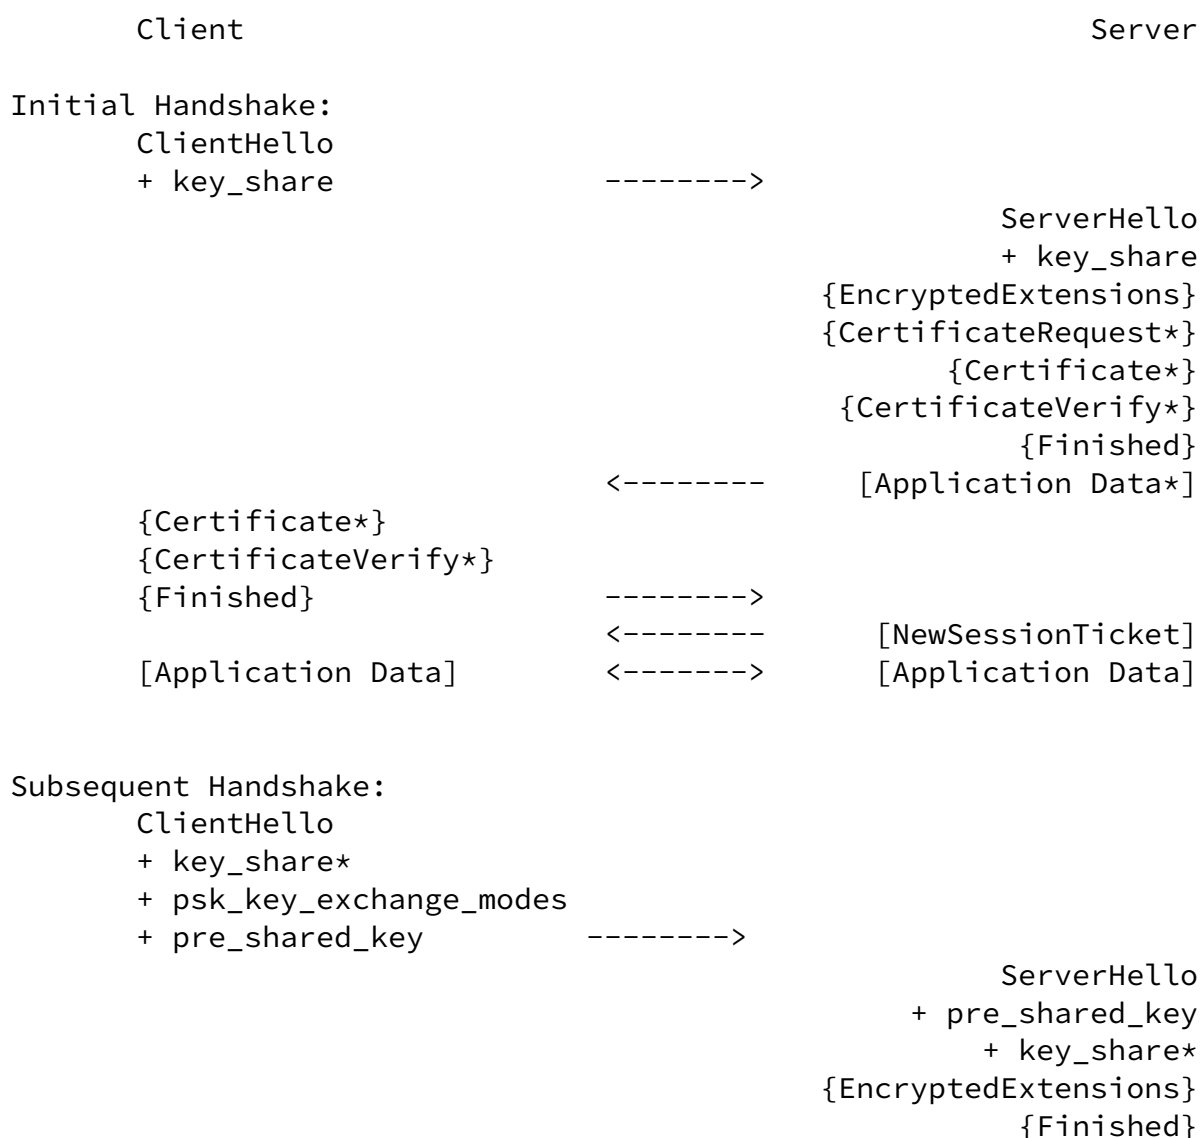 Client Server
Initial Handshake:
ClientHello
+ key_share -------->
ServerHello
+ key_share
{EncryptedExtensions}
{CertificateRequest*}
{Certificate*}
{CertificateVerify*}
{Finished}
<-------- [Application Data*]
{Certificate*}
{CertificateVerify*}
{Finished} -------->
<-------- [NewSessionTicket]
[Application Data] <-------> [Application Data]
Subsequent Handshake:
ClientHello
+ key_share*
+ psk_key_exchange_modes
+ pre_shared_key -------->
ServerHello
+ pre_shared_key
+ key_share*
{EncryptedExtensions}
{Finished}